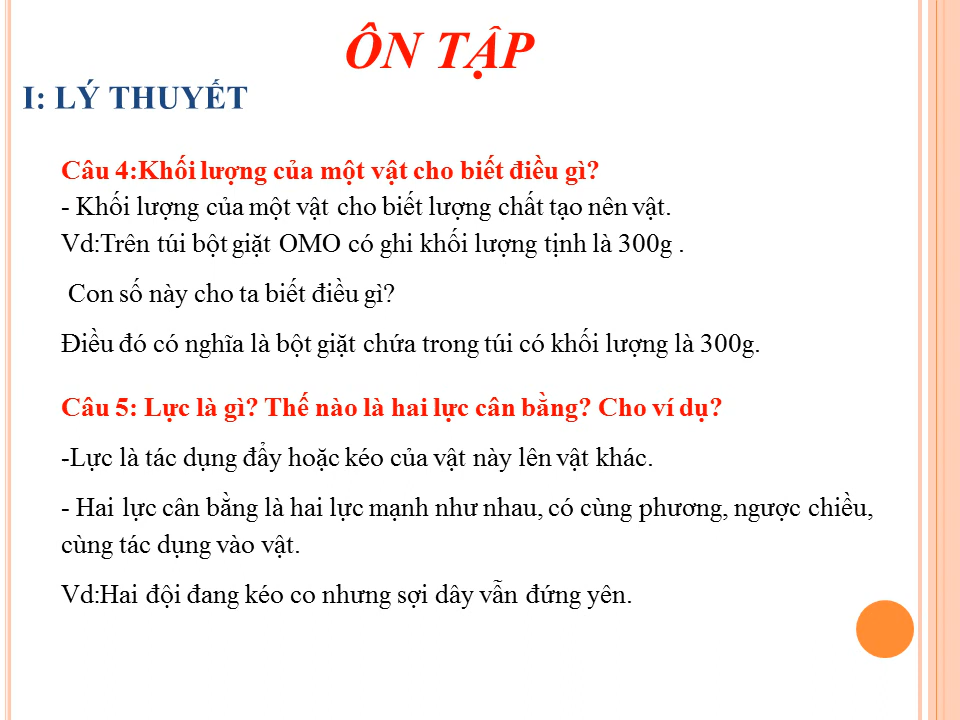 ÔN TẬP
I: LÝ THUYẾT
Câu 4:Khối lượng của một vật cho biết điều gì?
- Khối lượng của một vật cho biết lượng chất tạo nên vật.
Vd:Trên túi bột giặt OMO có ghi khối lượng tịnh là 300g .
Con số này cho ta biết điều gì?
Điều đó có nghĩa là bột giặt chứa trong túi có khối lượng là 300g.
Câu 5: Lực là gì? Thế nào là hai lực cân bằng? Cho ví dụ?
-Lực là tác dụng đẩy hoặc kéo của vật này lên vật khác.
- Hai lực cân bằng là hai lực mạnh như nhau, có cùng phương, ngược chiều,
cùng tác dụng vào vật.
Vd:Hai đội đang kéo co nhưng sợi dây vẫn đứng yên.